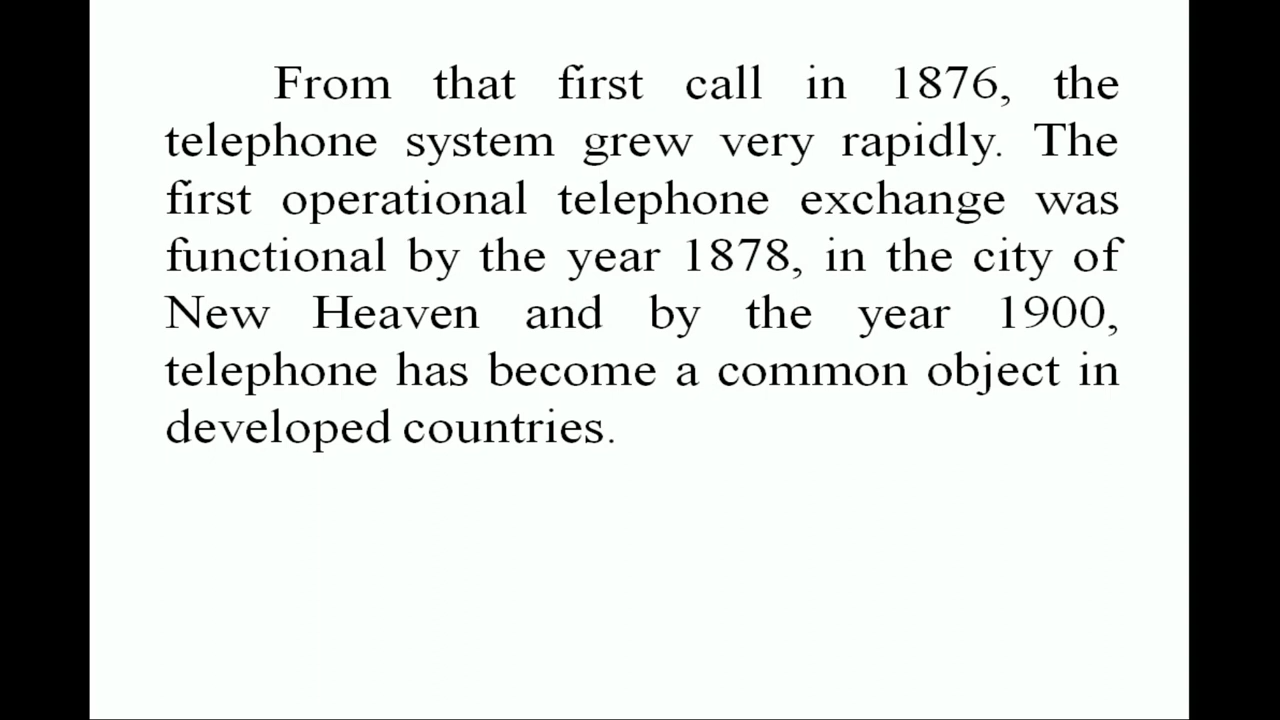 From that first call in 1876, the
telephone system grew very rapidly. The
first operational telephone exchange was
functional by the year 1878, in the city of
New Heaven and by the year 1900,
telephone has become a common object in
developed countries.